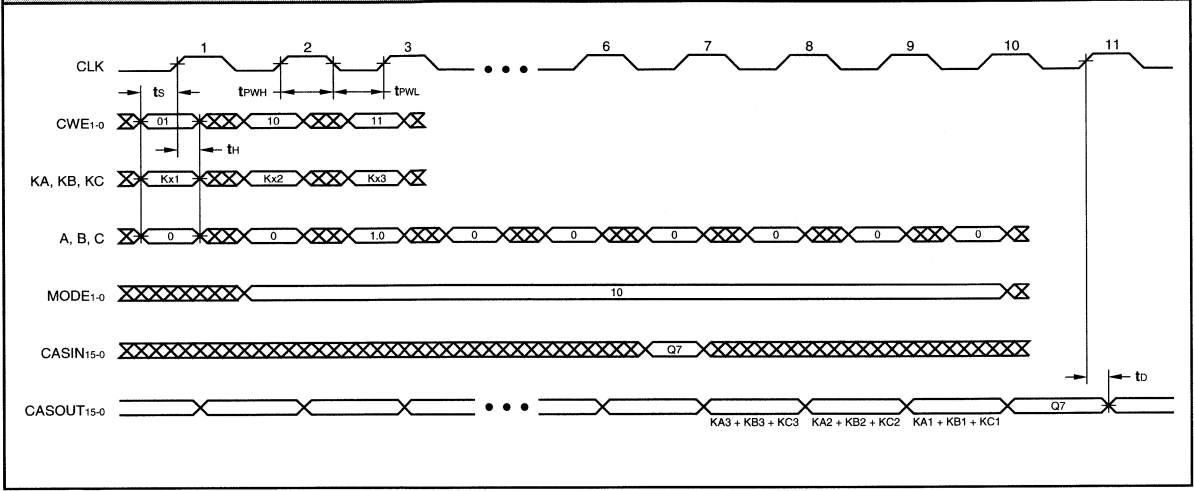 1 2 3 6 7 8 9 10 11
CLK
tS tPWH tPWL
CWE1-0 01 10 11
tH
KA, KB, KC Kx1 Kx2 Kx3
A, B, C 0 0 1.0 0 0 0 0 0 0
MODE1-0 10
CASIN15-0 Q7
tD
CASOUT15-0 Q7
KA3 + KB3 + KC3 KA2 + KB2 + KC2 KA1 + KB1 + KC1